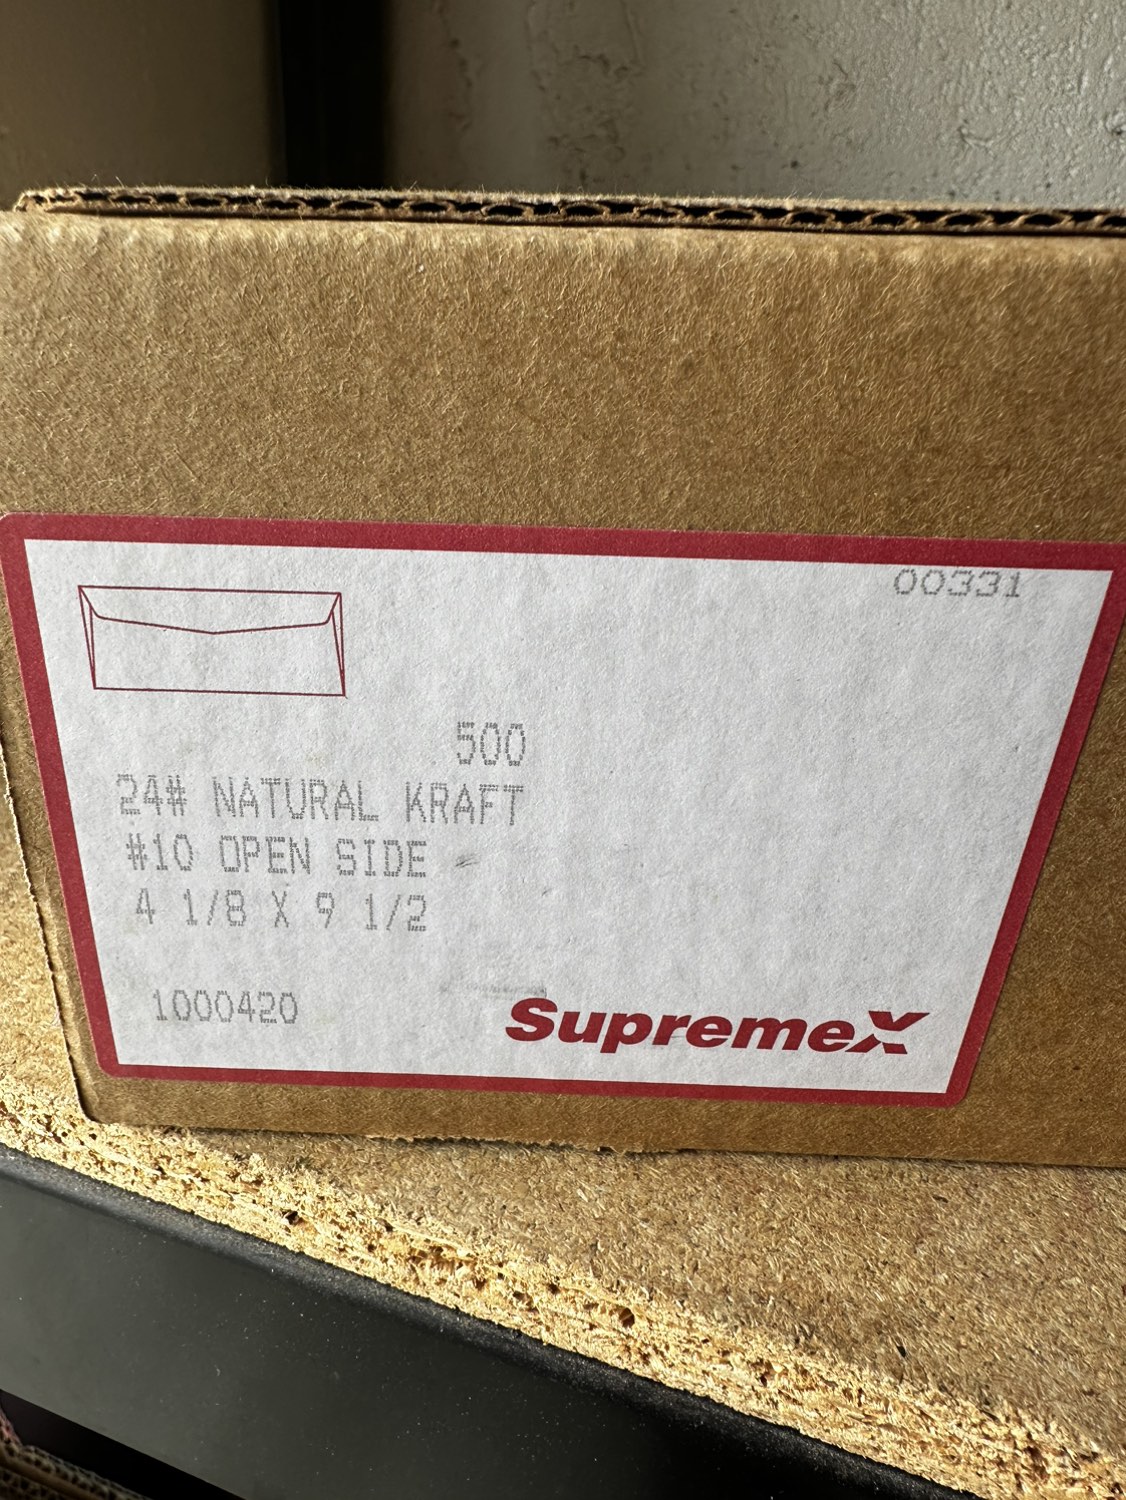 00331
500
24# NATURAL KRAFT
#10 OPEN SIDE
4 1/8 X 9 1/2
1000420
Supremex